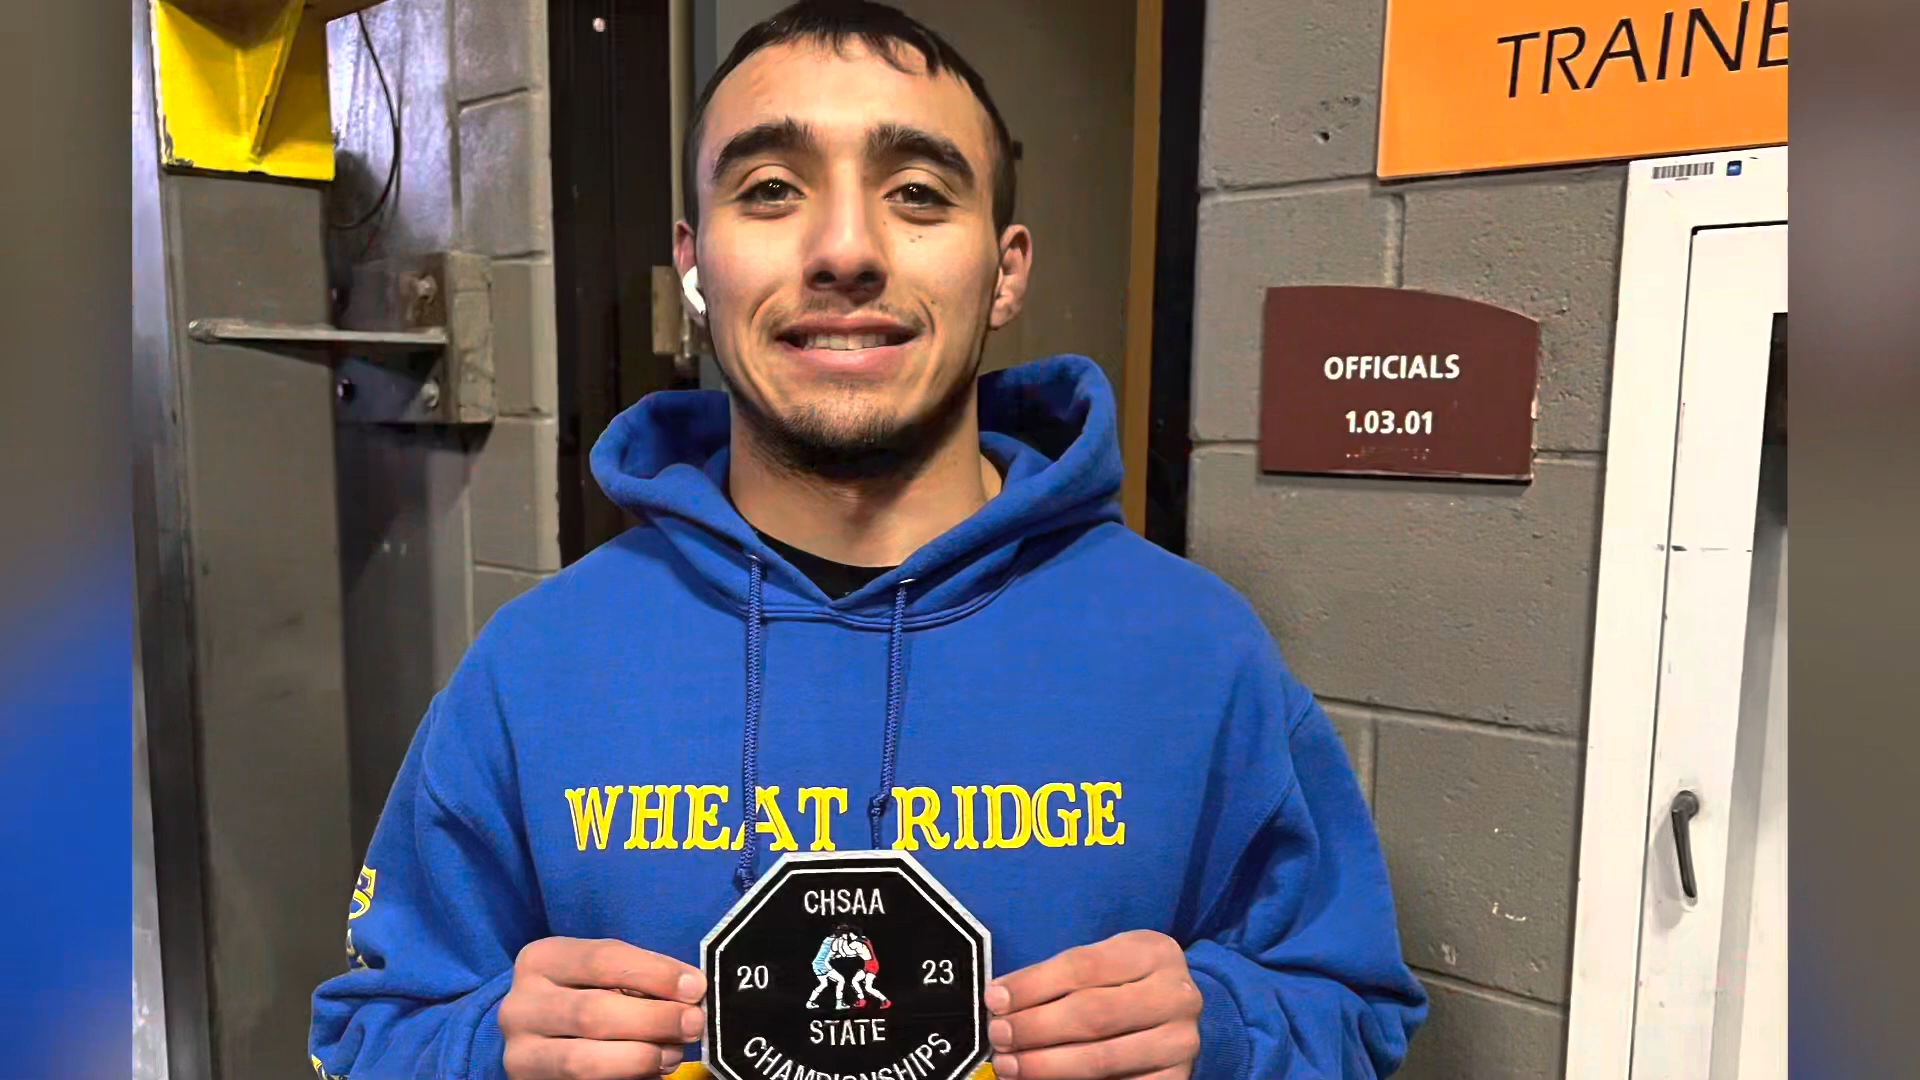 TRAINE
OFFICIALS
1.03.01
WHEAT RIDGE
CHSAA
20 23
STATE
CHAMPIONSHIPS